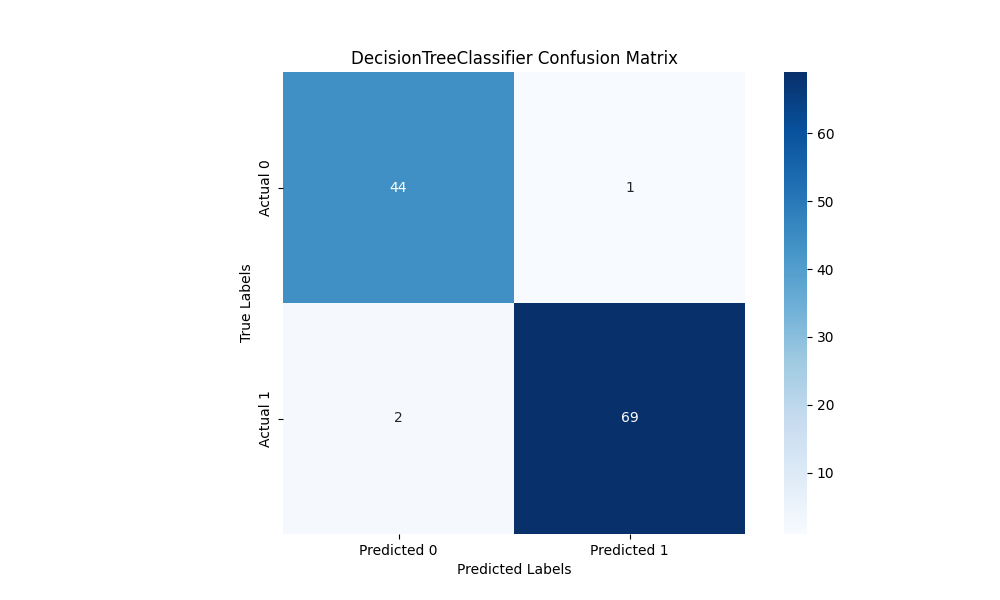 DecisionTreeClassifier Confusion Matrix
True Labels
Actual 0
Actual 1
44
1
2
69
Predicted 0
Predicted 1
Predicted Labels
60
50
40
30
20
10